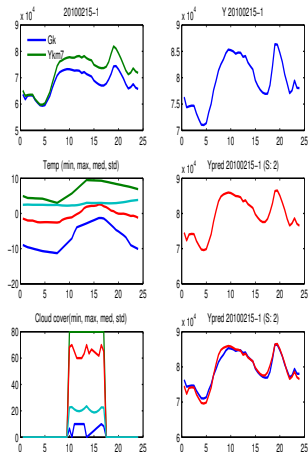 20100215−1
x 10^4
9
8
7
6
5
0 5 10 15 20 25
Gk
Ykm7
Y 20100215−1
x 10^4
9
8.5
8
7.5
7
0 5 10 15 20 25
Temp (min, max, med, std)
10
0
−10
−20
0 5 10 15 20 25
Ypred 20100215−1 (S: 2)
x 10^4
9
8
7
6
0 5 10 15 20 25
Cloud cover(min, max, med, std)
80
60
40
20
0
0 5 10 15 20 25
Ypred 20100215−1 (S: 2)
x 10^4
9
8
7
6
0 5 10 15 20 25